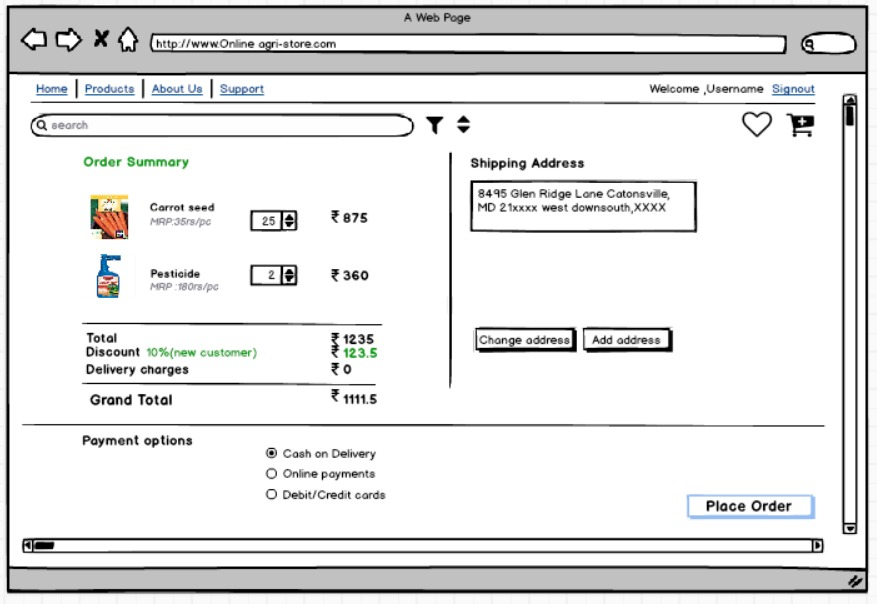 A Web Page
http://www.Online agri-store.com
Home Products About Us Support Welcome ,Username Signout
search
Order Summary
Carrot seed
MRP:35rs/pc
25 ₹ 875
Pesticide
MRP :180rs/pc
2 ₹ 360
Total ₹ 1235
Discount 10%(new customer) ₹ 123.5
Delivery charges ₹ 0
Grand Total ₹ 1111.5
Shipping Address
8495 Glen Ridge Lane Catonsville,
MD 21xxxx west downsouth,XXXX
Change address Add address
Payment options
Cash on Delivery
Online payments
Debit/Credit cards
Place Order